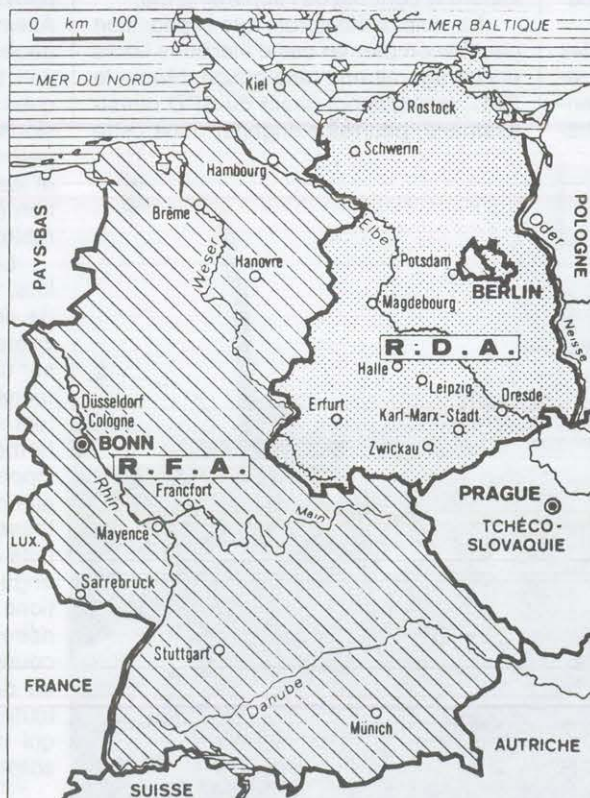 0 km 100
MER BALTIQUE
MER DU NORD
Kiel
Rostock
Schwerin
Hambourg
Brême
Elbe
Weser
Hanovre
PAYS-BAS
POLOGNE
Oder
Potsdam
BERLIN
Magdebourg
Neisse
R.D.A.
Halle
Leipzig
Dresde
Düsseldorf
Cologne
Erfurt
Karl-Marx-Stadt
BONN
Zwickau
R.F.A.
Rhin
Francfort
PRAGUE
Main
Mayence
TCHÉCO-
SLOVAQUIE
LUX.
Sarrebruck
Stuttgart
FRANCE
Danube
Münich
AUTRICHE
SUISSE